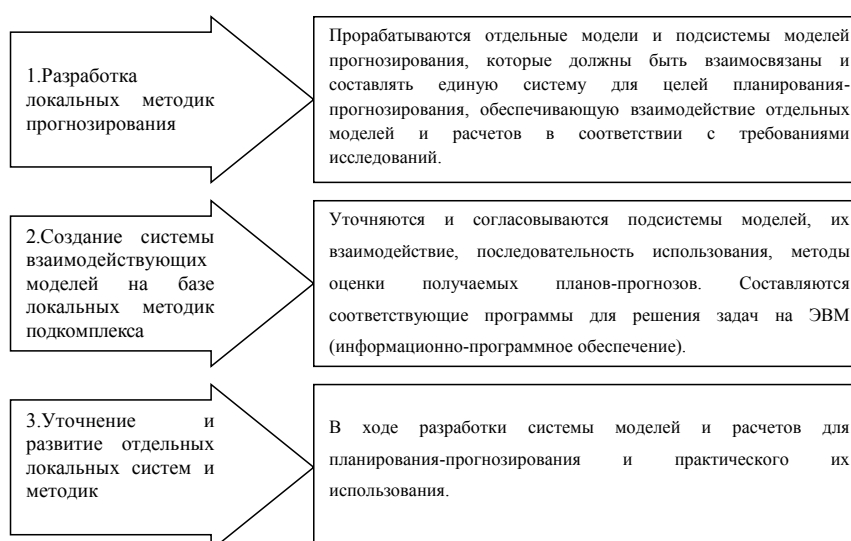 1.Разработка
локальных методик
прогнозирования
Прорабатываются отдельные модели и подсистемы моделей
прогнозирования, которые должны быть взаимосвязаны и
составлять единую систему для целей планирования-
прогнозирования, обеспечивающую взаимодействие отдельных
моделей и расчетов в соответствии с требованиями
исследований.
2.Создание системы
взаимодействующих
моделей на базе
локальных методик
подкомплекса
Уточняются и согласовываются подсистемы моделей, их
взаимодействие, последовательность использования, методы
оценки получаемых планов-прогнозов. Составляются
соответствующие программы для решения задач на ЭВМ
(информационно-программное обеспечение).
3.Уточнение и
развитие отдельных
локальных систем и
методик
В ходе разработки системы моделей и расчетов для
планирования-прогнозирования и практического их
использования.